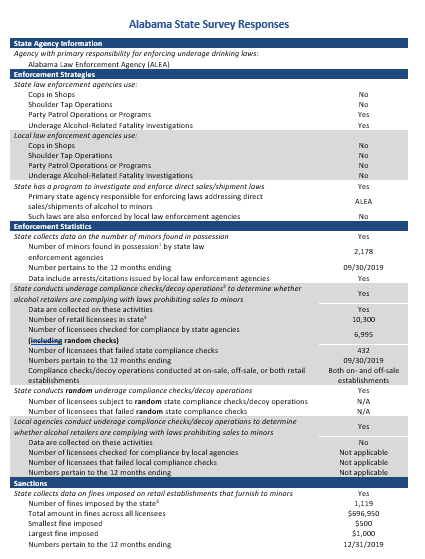 Alabama State Survey Responses
State Agency Information
Agency with primary responsibility for enforcing underage drinking laws:
Alabama Law Enforcement Agency (ALEA)
Enforcement Strategies
State law enforcement agencies use:
Cops in Shops No
Shoulder Tap Operations No
Party Patrol Operations or Programs Yes
Underage Alcohol-Related Fatality Investigations Yes
Local law enforcement agencies use:
Cops in Shops No
Shoulder Tap Operations No
Party Patrol Operations or Programs No
Underage Alcohol-Related Fatality Investigations No
State has a program to investigate and enforce direct sales/shipment laws Yes
Primary state agency responsible for enforcing laws addressing direct
sales/shipments of alcohol to minors ALEA
Such laws are also enforced by local law enforcement agencies No
Enforcement Statistics
State collects data on the number of minors found in possession Yes
Number of minors found in possession1 by state law
enforcement agencies 2,178
Number pertains to the 12 months ending 09/30/2019
Data include arrests/citations issued by local law enforcement agencies Yes
State conducts underage compliance checks/decoy operations2 to determine whether
alcohol retailers are complying with laws prohibiting sales to minors Yes
Data are collected on these activities Yes
Number of retail licensees in state3 10,300
Number of licensees checked for compliance by state agencies
(including random checks) 6,995
Number of licensees that failed state compliance checks 432
Numbers pertain to the 12 months ending 09/30/2019
Compliance checks/decoy operations conducted at on-sale, off-sale, or both retail
establishments Both on- and off-sale
establishments
State conducts random underage compliance checks/decoy operations Yes
Number of licensees subject to random state compliance checks/decoy operations N/A
Number of licensees that failed random state compliance checks N/A
Local agencies conduct underage compliance checks/decoy operations to determine
whether alcohol retailers are complying with laws prohibiting sales to minors Yes
Data are collected on these activities No
Number of licensees checked for compliance by local agencies Not applicable
Number of licensees that failed local compliance checks Not applicable
Numbers pertain to the 12 months ending Not applicable
Sanctions
State collects data on fines imposed on retail establishments that furnish to minors Yes
Number of fines imposed by the state4 1,119
Total amount in fines across all licensees $696,950
Smallest fine imposed $500
Largest fine imposed $1,000
Numbers pertain to the 12 months ending 12/31/2019